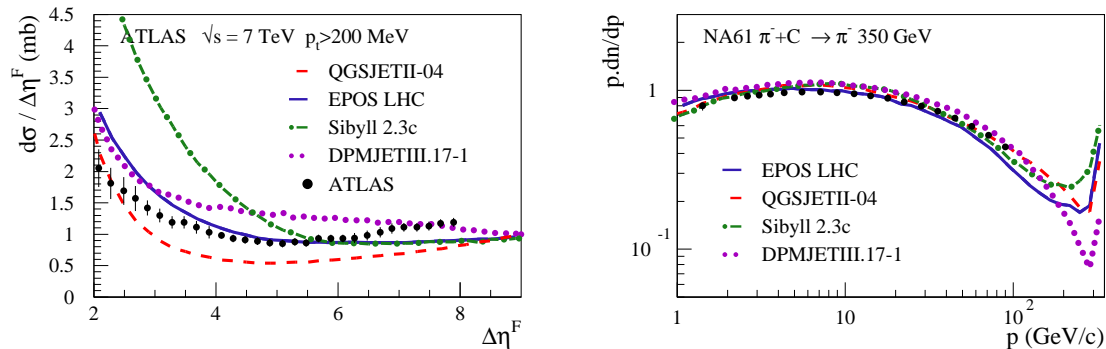 ATLAS √s = 7 TeV pt>200 MeV
QGSJETII-04
EPOS LHC
Sibyll 2.3c
DPMJETIII.17-1
ATLAS
dσ / Δη^F (mb)
4.5
4
3.5
3
2.5
2
1.5
1
0.5
0
2 4 6 8
Δη^F
NA61 π⁻+C → π⁻ 350 GeV
p.dn/dp
1
10⁻¹
EPOS LHC
QGSJETII-04
Sibyll 2.3c
DPMJETIII.17-1
1 10 10²
p (GeV/c)